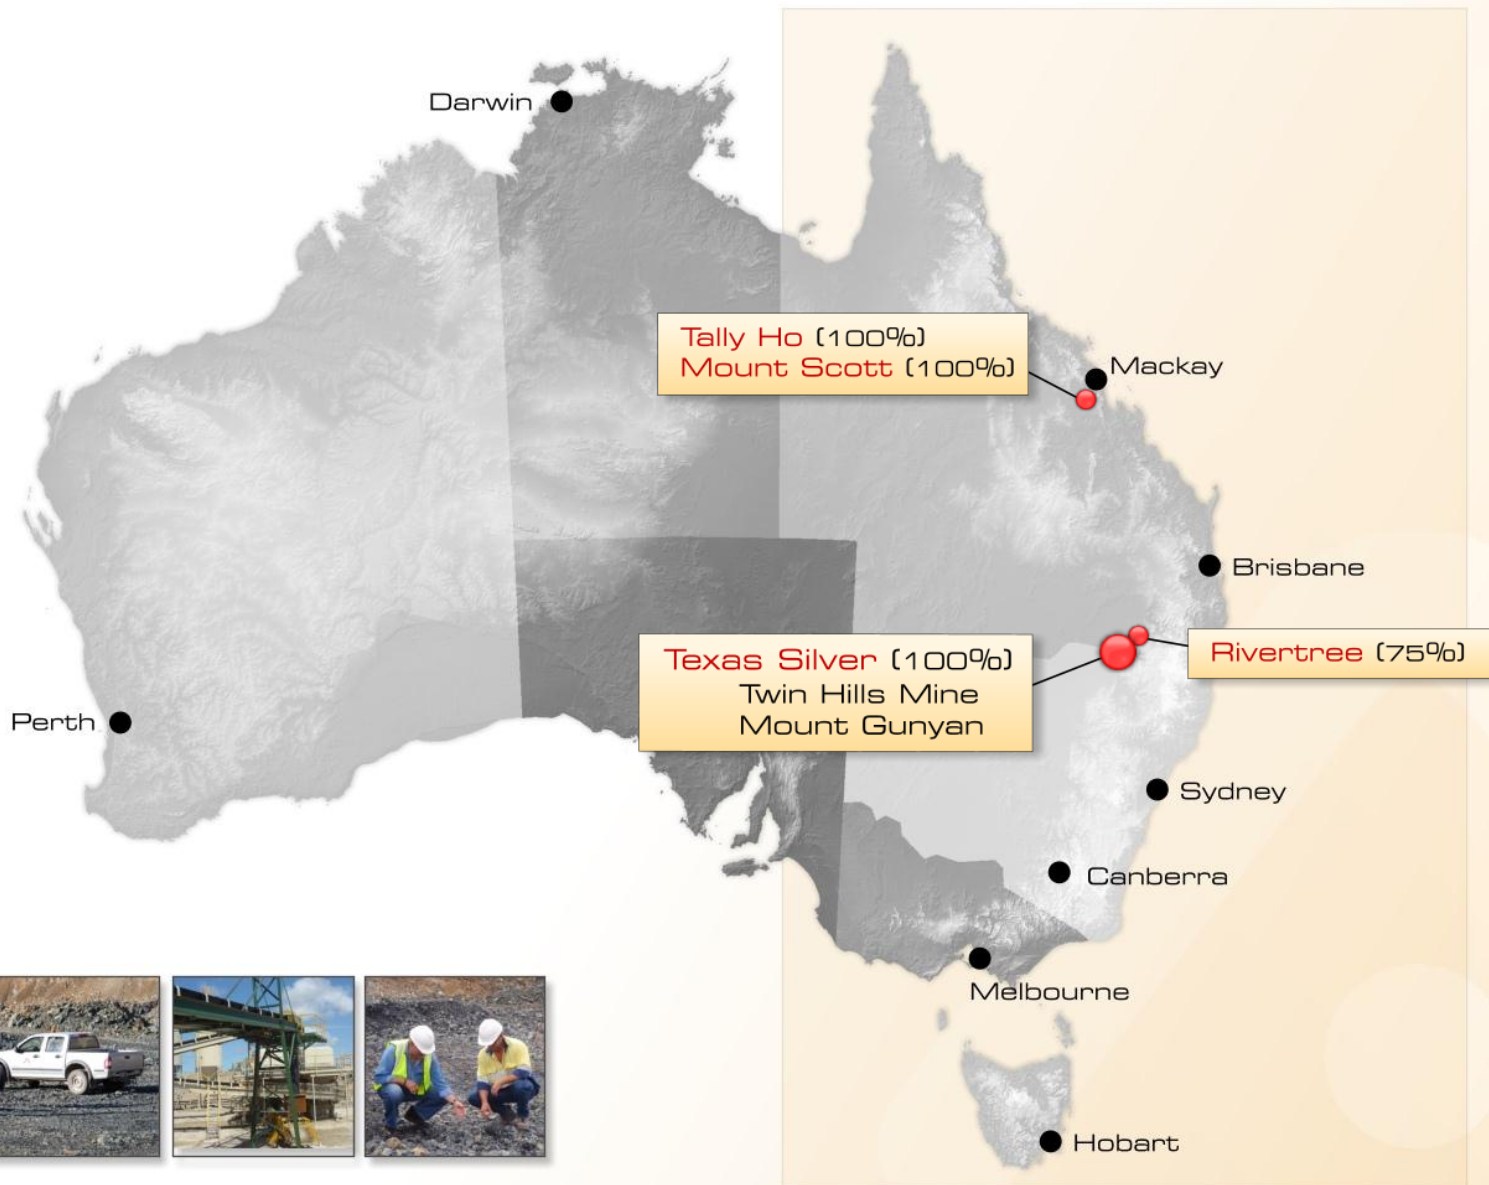 Darwin
Tally Ho (100%)
Mount Scott (100%)
Mackay
Brisbane
Texas Silver (100%)
Twin Hills Mine
Mount Gunyan
Rivertree (75%)
Perth
Sydney
Canberra
Melbourne
Hobart